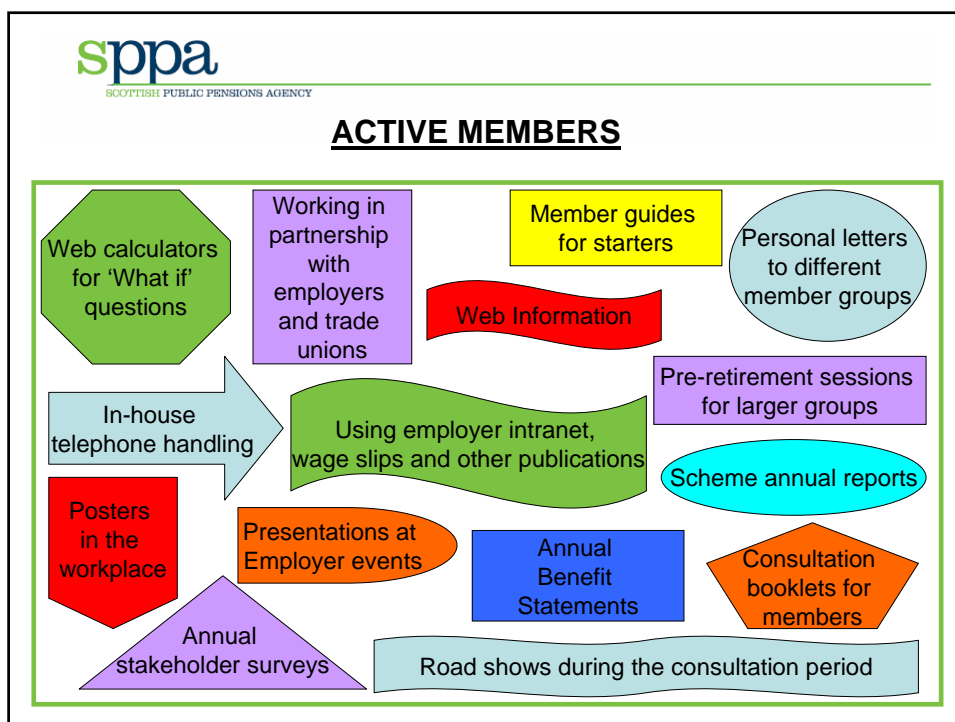 sppa
SCOTTISH PUBLIC PENSIONS AGENCY
ACTIVE MEMBERS
Web calculators
for ‘What if’
questions
Working in
partnership
with
employers
and trade
unions
Member guides
for starters
Personal letters
to different
member groups
Web Information
Pre-retirement sessions
for larger groups
In-house
telephone handling
Using employer intranet,
wage slips and other publications
Scheme annual reports
Posters
in the
workplace
Presentations at
Employer events
Annual
Benefit
Statements
Consultation
booklets for
members
Annual
stakeholder surveys
Road shows during the consultation period